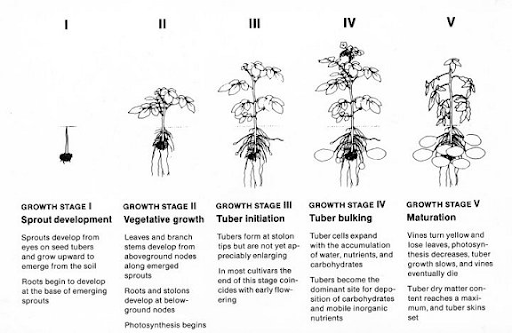 I
II
III
IV
V
GROWTH STAGE I
Sprout development
Sprouts develop from
eyes on seed tubers
and grow upward to
emerge from the soil
Roots begin to develop
at the base of emerging
sprouts
GROWTH STAGE II
Vegetative growth
Leaves and branch
stems develop from
aboveground nodes
along emerged
sprouts
Roots and stolons
develop at below-
ground nodes
Photosynthesis begins
GROWTH STAGE III
Tuber initiation
Tubers form at stolon
tips but are not yet ap-
preciably enlarging
In most cultivars the
end of this stage coin-
cides with early flow-
ering
GROWTH STAGE IV
Tuber bulking
Tuber cells expand
with the accumulation
of water, nutrients, and
carbohydrates
Tubers become the
dominant site for depo-
sition of carbohydrates
and mobile inorganic
nutrients
GROWTH STAGE V
Maturation
Vines turn yellow and
lose leaves, photosyn-
thesis decreases, tuber
growth slows, and vines
eventually die
Tuber dry matter con-
tent reaches a maxi-
mum, and tuber skins
set